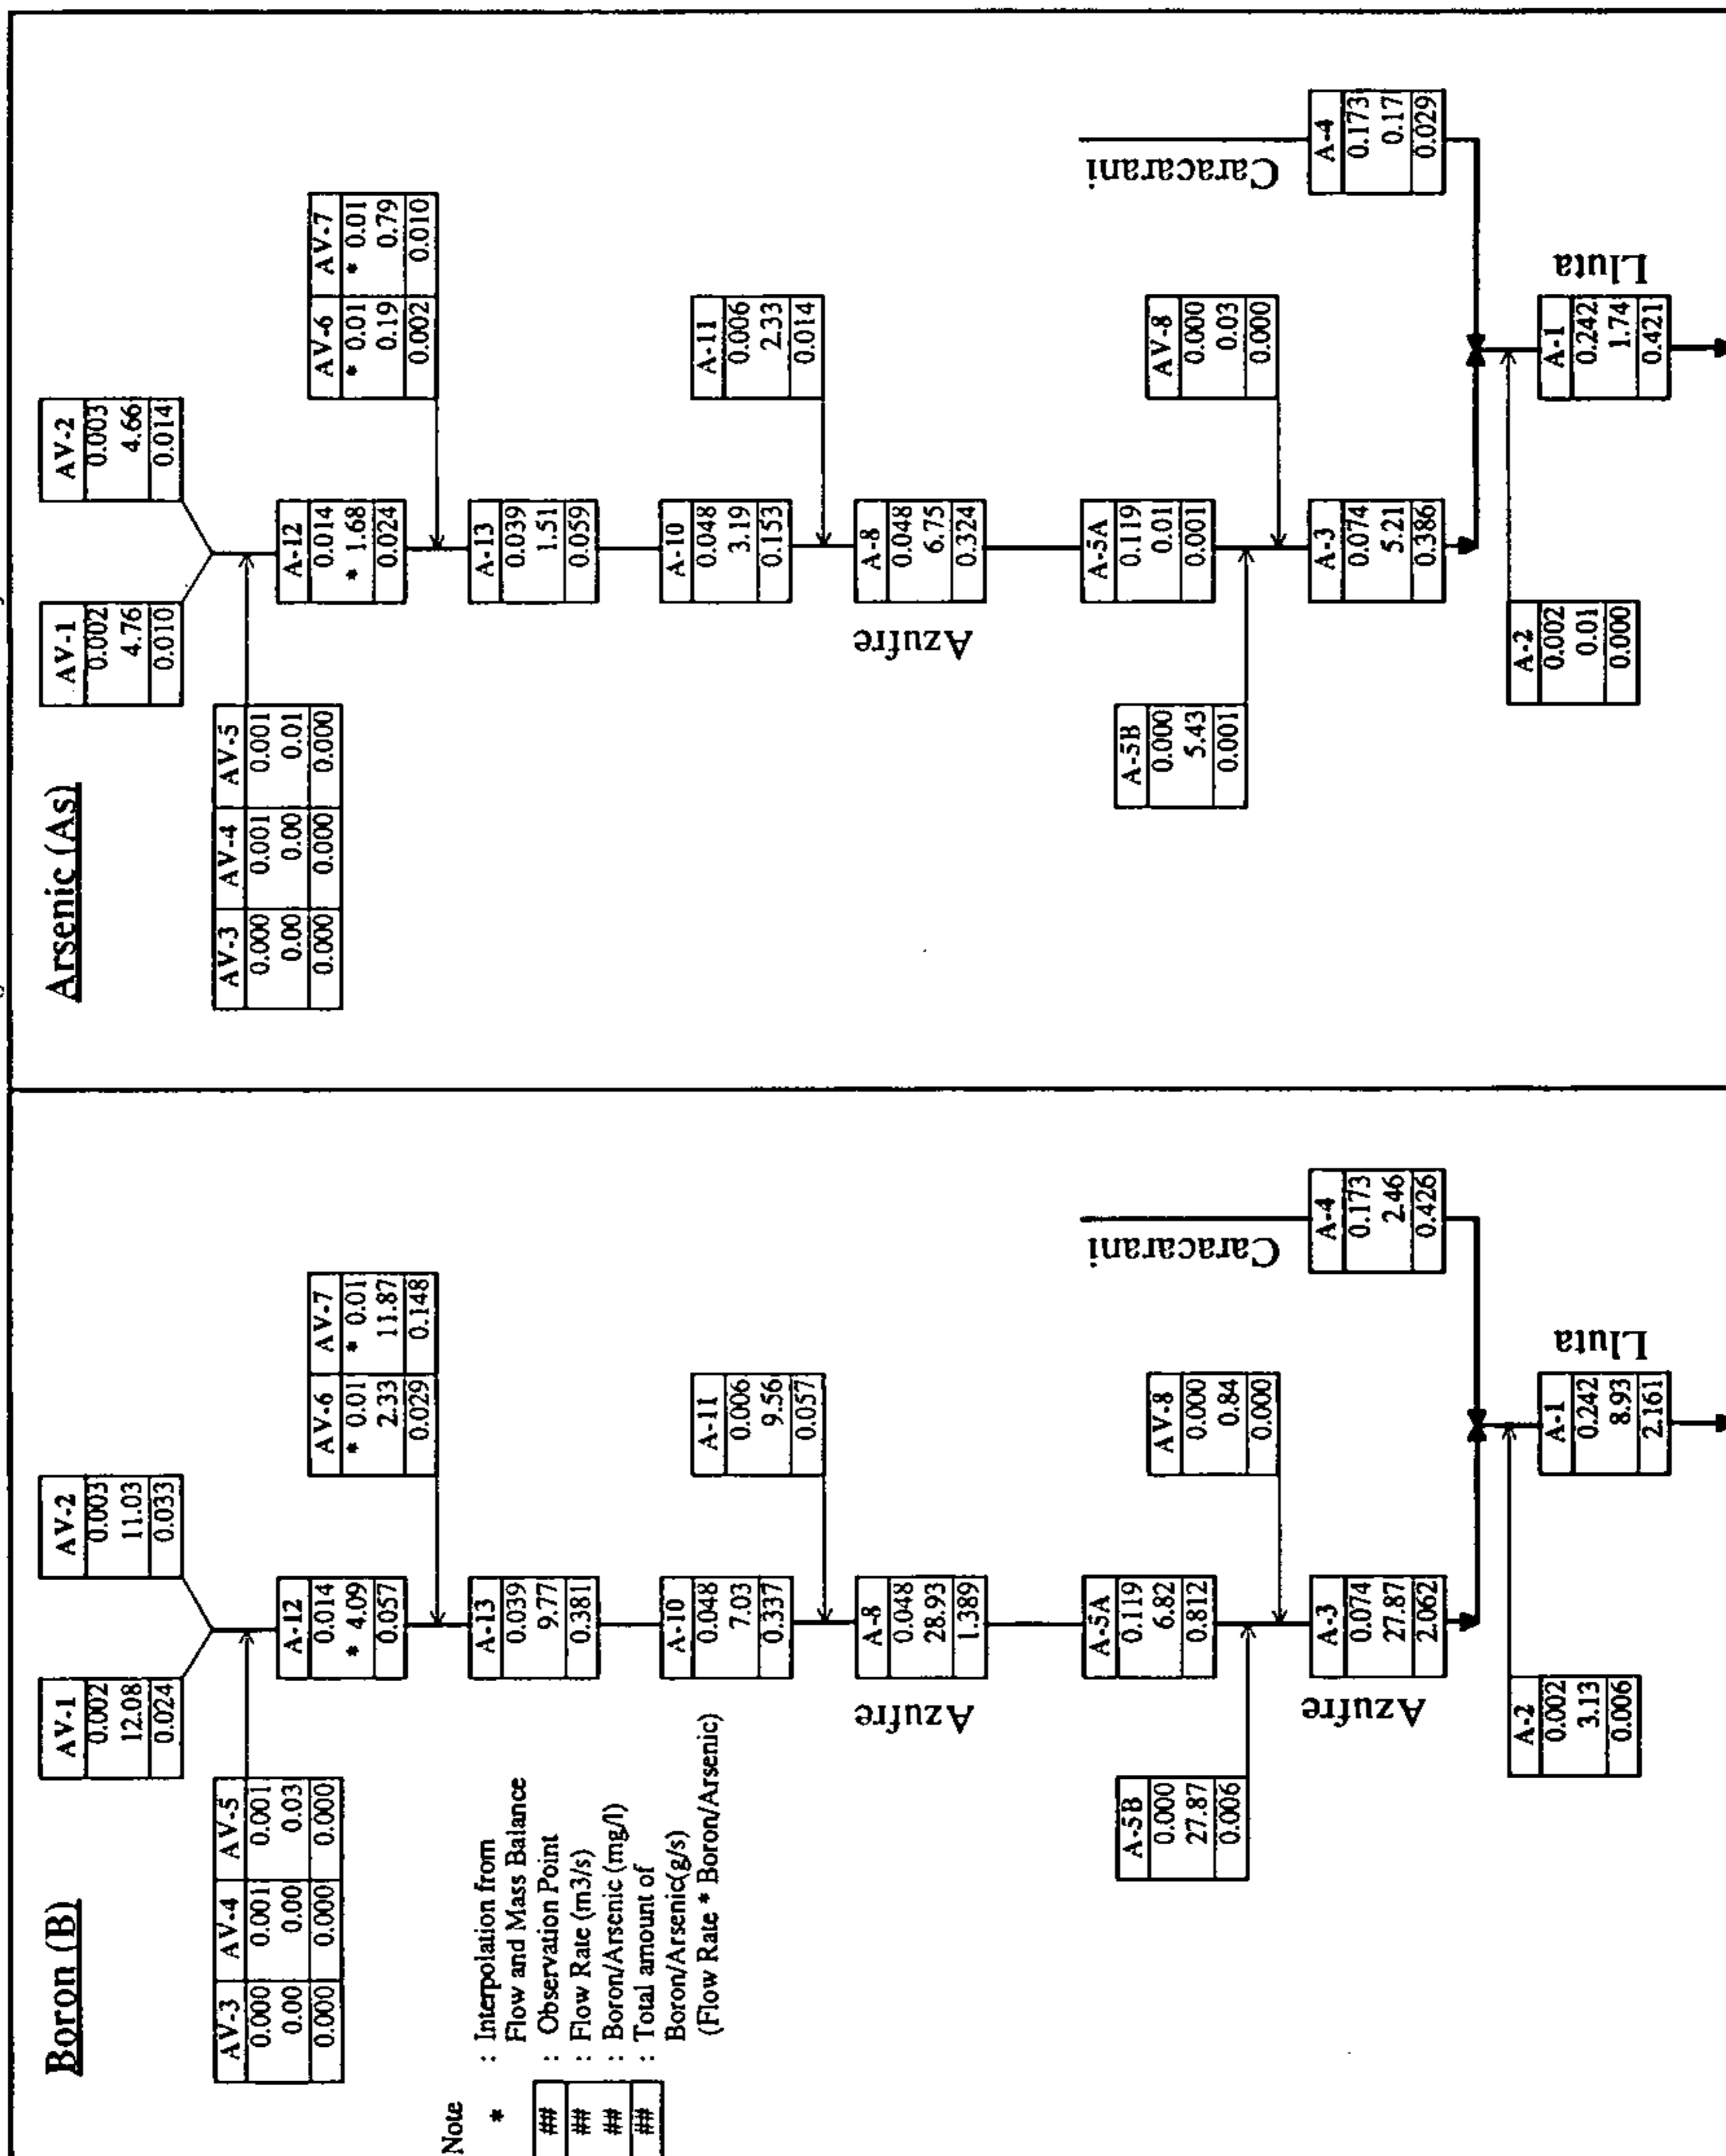 Boron (B)
AV-1
0.002
12.08
0.024
AV-2
0.003
11.03
0.033
AV-3 AV-4 AV-5
0.000 0.001 0.001
0.00 0.00 0.03
0.000 0.000 0.000
A-12
0.014
* 4.09
0.057
AV-6 AV-7
* 0.01 * 0.01
2.33 11.87
0.029 0.148
A-13
0.039
9.77
0.381
A-10
0.048
7.03
0.337
A-11
0.006
9.56
0.057
A-8
0.048
28.93
1.389
Azufre
A-5A
0.119
6.82
0.812
A-5B
0.000
27.87
0.006
AV-8
0.000
0.84
0.000
A-3
0.074
27.87
2.062
Azufre
Caracarani
A-4
0.173
2.46
0.426
A-2
0.002
3.13
0.006
Lluta
A-1
0.242
8.93
2.161
Note
* : Interpolation from
Flow and Mass Balance
## : Observation Point
## : Flow Rate (m3/s)
## : Boron/Arsenic (mg/l)
## : Total amount of
Boron/Arsenic(g/s)
(Flow Rate * Boron/Arsenic)
Arsenic (As)
AV-1
0.002
4.76
0.010
AV-2
0.003
4.66
0.014
AV-3 AV-4 AV-5
0.000 0.001 0.001
0.00 0.00 0.01
0.000 0.000 0.000
A-12
0.014
* 1.68
0.024
AV-6 AV-7
* 0.01 * 0.01
0.19 0.79
0.002 0.010
A-13
0.039
1.51
0.059
A-10
0.048
3.19
0.153
A-11
0.006
2.33
0.014
A-8
0.048
6.75
0.324
Azufre
A-5A
0.119
0.01
0.001
A-5B
0.000
5.43
0.001
AV-8
0.000
0.03
0.000
A-3
0.074
5.21
0.386
Caracarani
A-4
0.173
0.17
0.029
A-2
0.002
0.01
0.000
Lluta
A-1
0.242
1.74
0.421